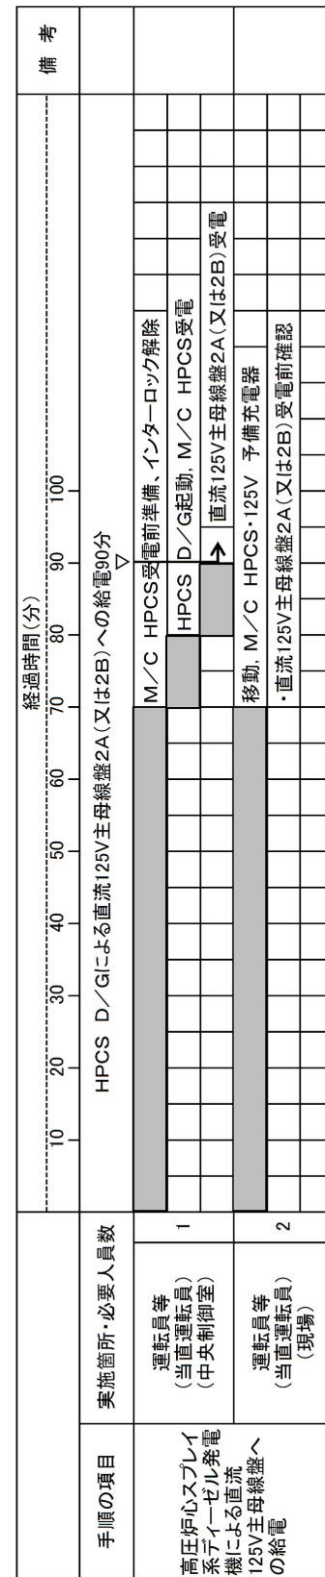 手順の項目
実施箇所・必要人員数
経過時間(分)
備 考
10 20 30 40 50 60 70 80 90 100
HPCS D/Gによる直流125V主母線盤2A(又は2B)への給電90分
▽
高圧炉心スプレイ
系ディーゼル発電
機による直流
125V主母線盤へ
の給電
運転員等
(当直運転員)
(中央制御室)
1
M/C HPCS受電前準備、インターロック解除
HPCS D/G起動, M/C HPCS受電
直流125V主母線盤2A(又は2B)受電
運転員等
(当直運転員)
(現場)
2
移動, M/C HPCS・125V 予備充電器
・直流125V主母線盤2A(又は2B)受電前確認